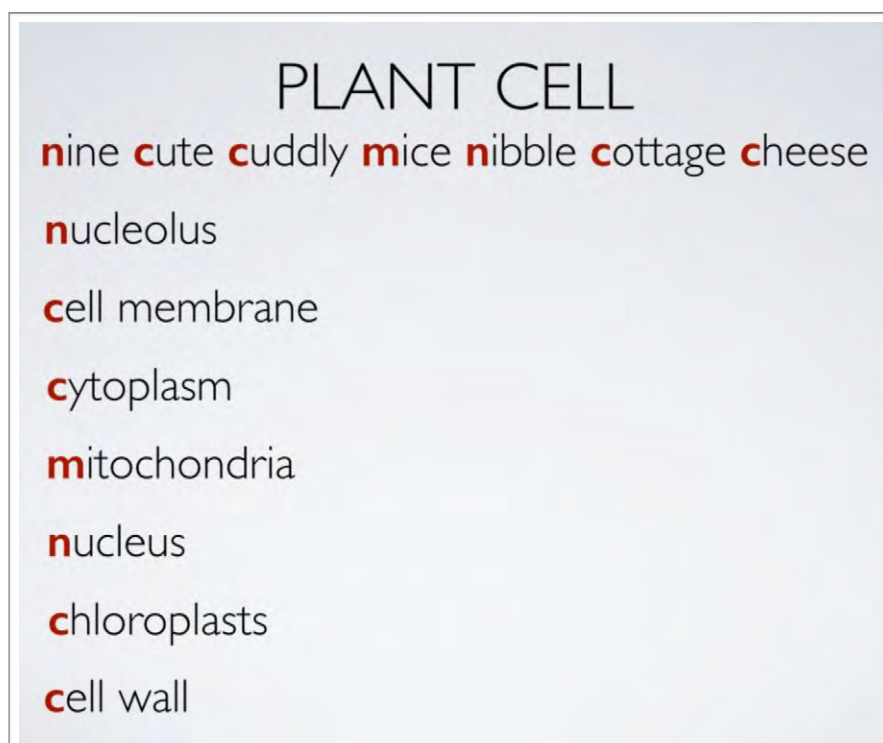 PLANT CELL
nine cute cuddly mice nibble cottage cheese
nucleolus
cell membrane
cytoplasm
mitochondria
nucleus
chloroplasts
cell wall